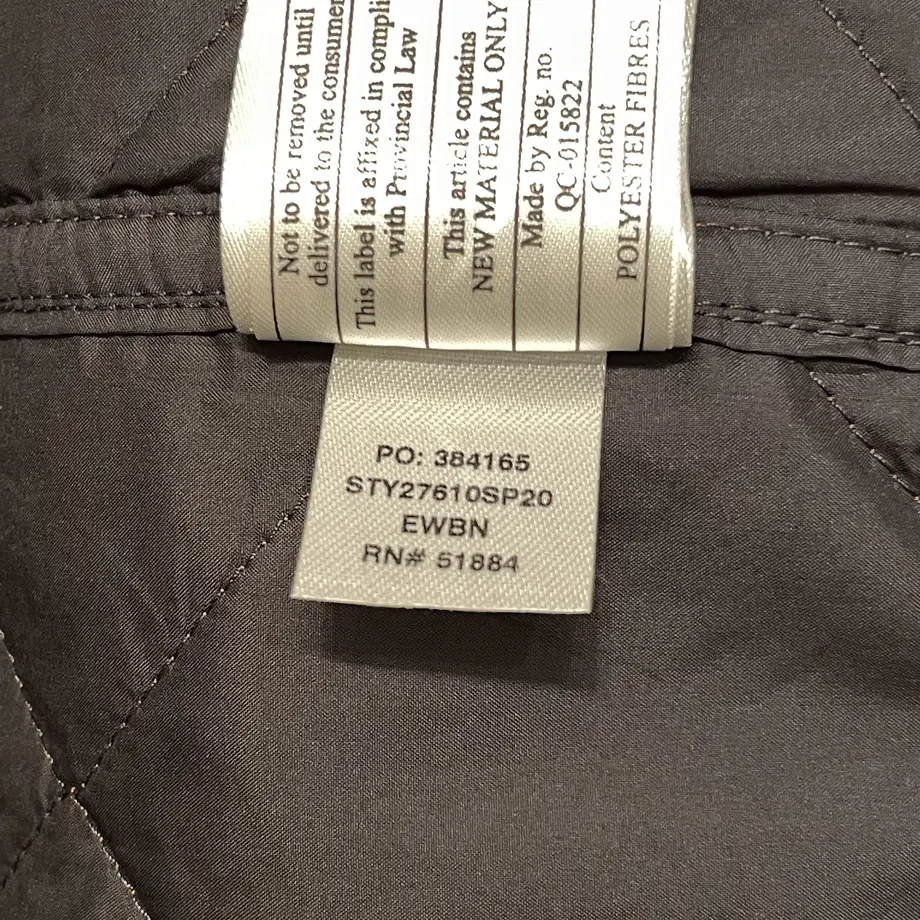 Not to be removed until
delivered to the consumer
This label is affixed in compli
with Provincial Law
This article contains
NEW MATERIAL ONLY
Made by Reg. no.
QC-015822
Content
POLYESTER FIBRES
PO: 384165
STY27610SP20
EWBN
RN# 51884